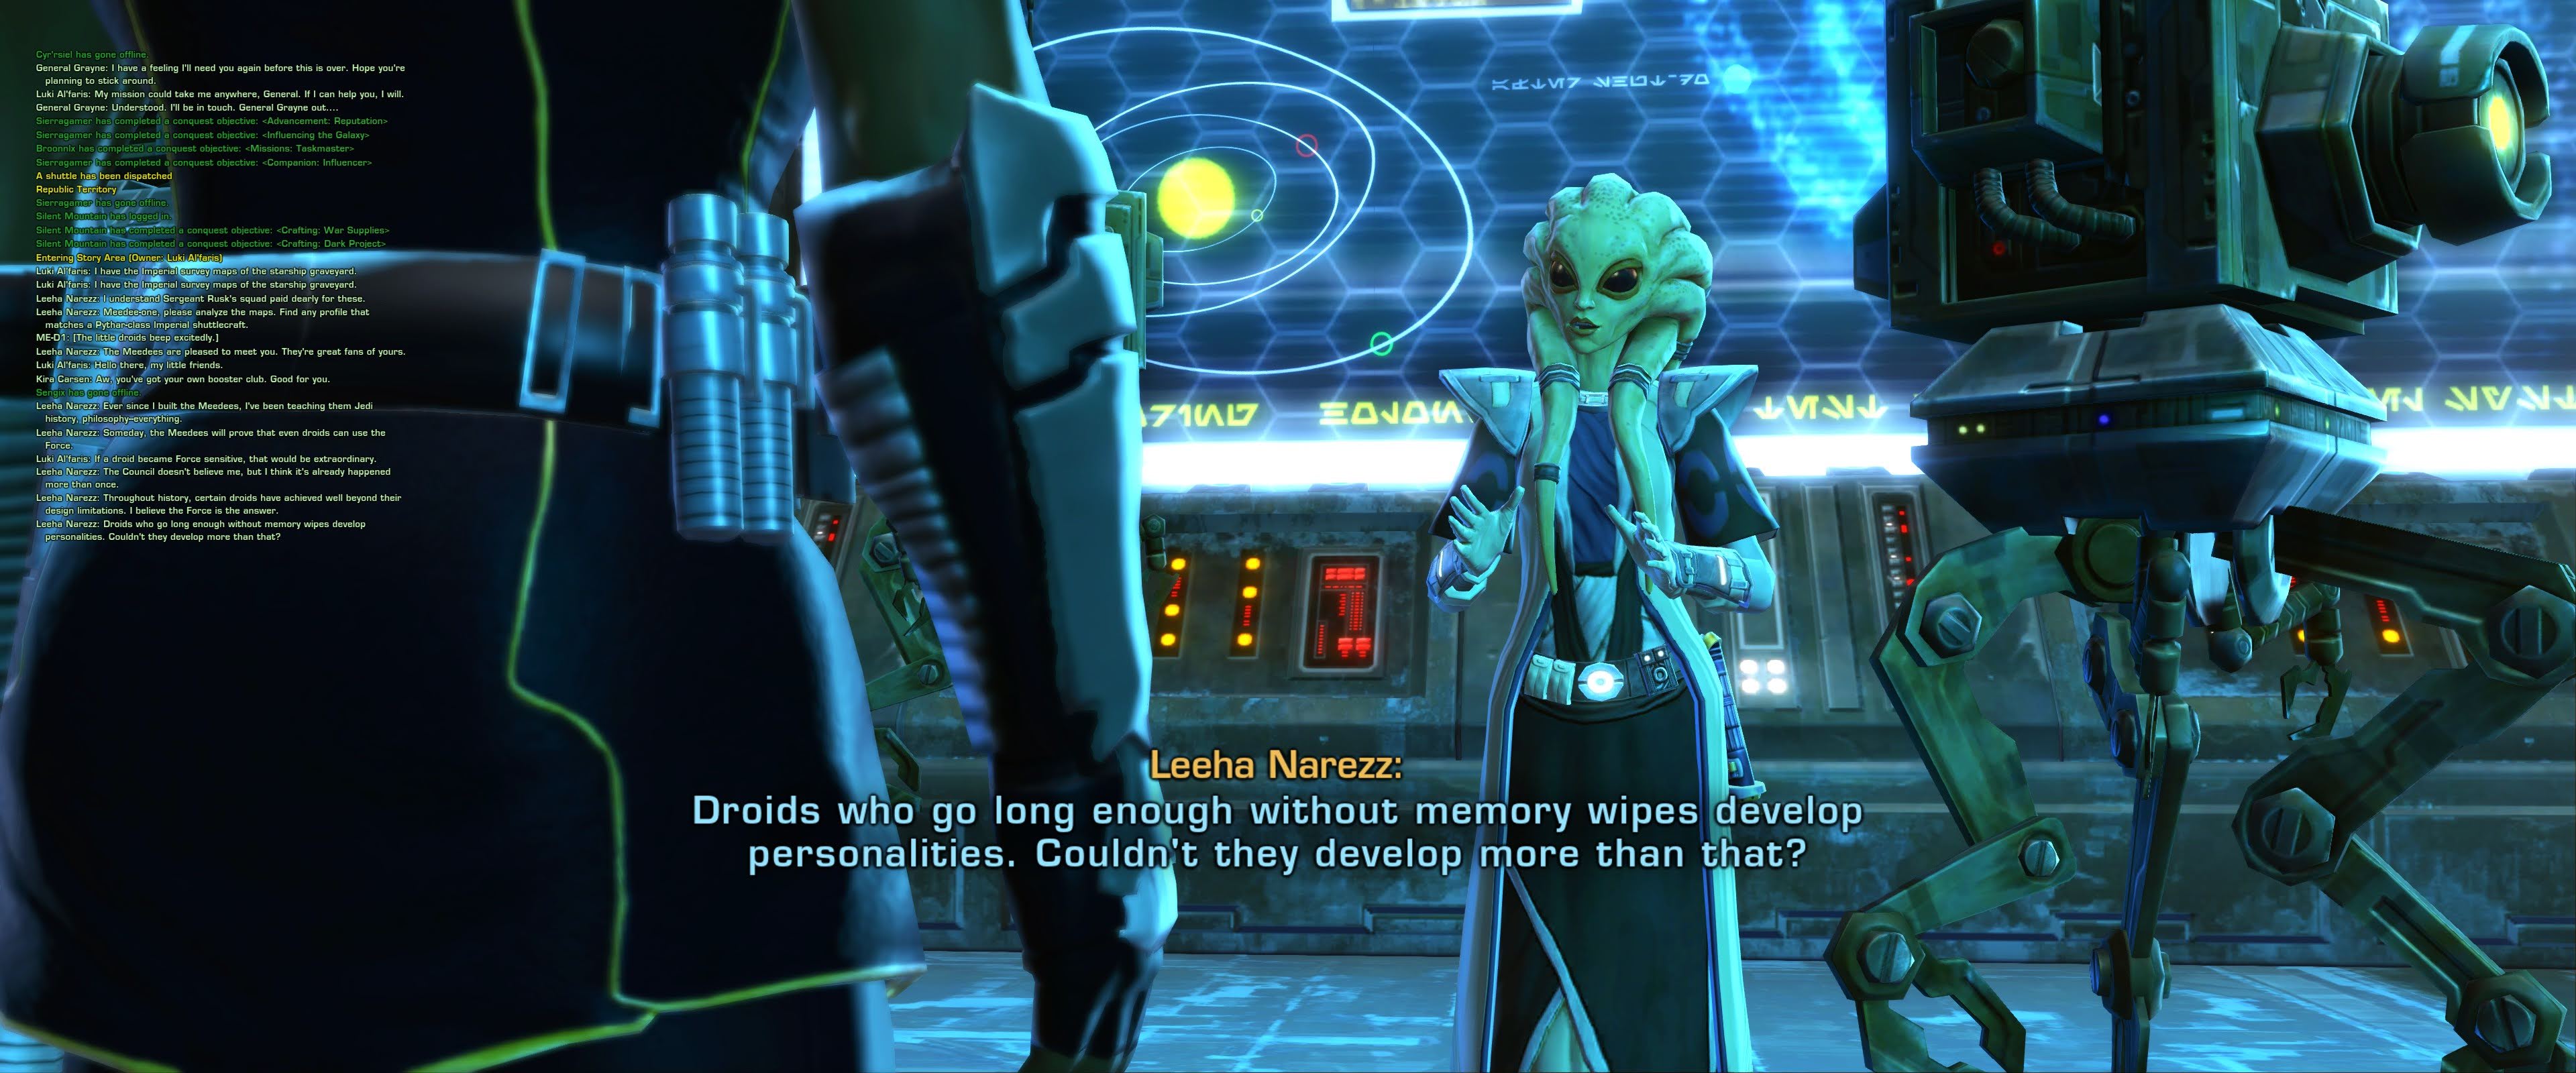 Cyr'rsiel has gone offline.
General Grayne: I have a feeling I'll need you again before this is over. Hope you're
planning to stick around.
Luki Al'faris: My mission could take me anywhere, General. If I can help you, I will.
General Grayne: Understood. I'll be in touch. General Grayne out....
Sierragamer has completed a conquest objective: <Advancement: Reputation>
Sierragamer has completed a conquest objective: <Influencing the Galaxy>
Broonnix has completed a conquest objective: <Missions: Taskmaster>
Sierragamer has completed a conquest objective: <Companion: Influencer>
A shuttle has been dispatched
Republic Territory
Sierragamer has gone offline.
Silent Mountain has logged in.
Silent Mountain has completed a conquest objective: <Crafting: War Supplies>
Silent Mountain has completed a conquest objective: <Crafting: Dark Project>
Entering Story Area (Owner: Luki Al'faris)
Luki Al'faris: I have the Imperial survey maps of the starship graveyard.
Luki Al'faris: I have the Imperial survey maps of the starship graveyard.
Leeha Narezz: I understand Sergeant Rusk's squad paid dearly for these.
Leeha Narezz: Meedee-one, please analyze the maps. Find any profile that
matches a Pythar-class Imperial shuttlecraft.
ME-D1: [The little droids beep excitedly.]
Leeha Narezz: The Meedees are pleased to meet you. They're great fans of yours.
Luki Al'faris: Hello there, my little friends.
Kira Carsen: Aw, you've got your own booster club. Good for you.
Sengix has gone offline.
Leeha Narezz: Ever since I built the Meedees, I've been teaching them Jedi
history, philosophy–everything.
Leeha Narezz: Someday, the Meedees will prove that even droids can use the
Force.
Luki Al'faris: If a droid became Force sensitive, that would be extraordinary.
Leeha Narezz: The Council doesn't believe me, but I think it's already happened
more than once.
Leeha Narezz: Throughout history, certain droids have achieved well beyond their
design limitations. I believe the Force is the answer.
Leeha Narezz: Droids who go long enough without memory wipes develop
personalities. Couldn't they develop more than that?
Leeha Narezz:
Droids who go long enough without memory wipes develop
personalities. Couldn't they develop more than that?